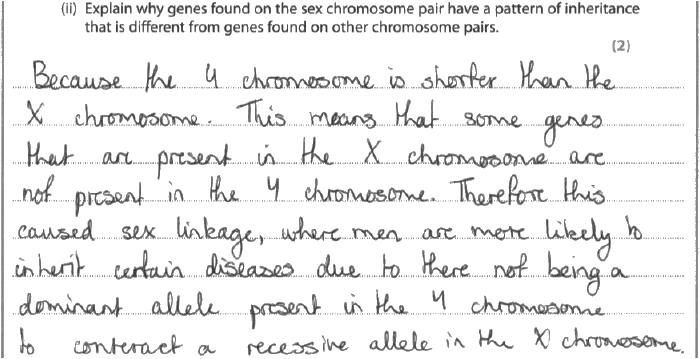 (ii) Explain why genes found on the sex chromosome pair have a pattern of inheritance
that is different from genes found on other chromosome pairs.
(2)
Because the Y chromosome is shorter than the
X chromosome. This means that some genes
that are present in the X chromosome are
not present in the Y chromosome. Therefore this
caused sex linkage, where men are more likely to
inherit certain diseases due to there not being a
dominant allele present in the Y chromosome
to conteract a recessive allele in the X chromosome.